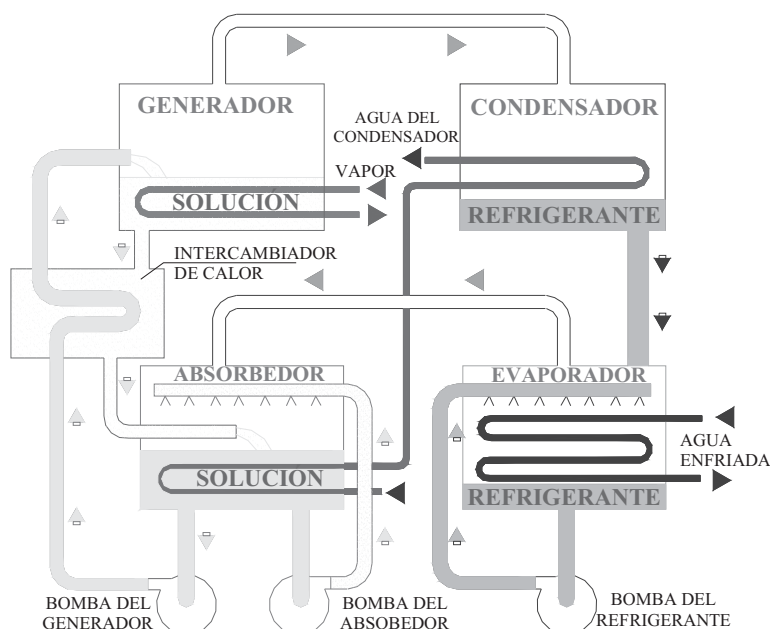 GENERADOR
CONDENSADOR
AGUA DEL
CONDENSADOR
VAPOR
SOLUCIÓN
REFRIGERANTE
INTERCAMBIADOR
DE CALOR
ABSORBEDOR
EVAPORADOR
AGUA
ENFRIADA
SOLUCION
REFRIGERANTE
BOMBA DEL
GENERADOR
BOMBA DEL
ABSOBEDOR
BOMBA DEL
REFRIGERANTE